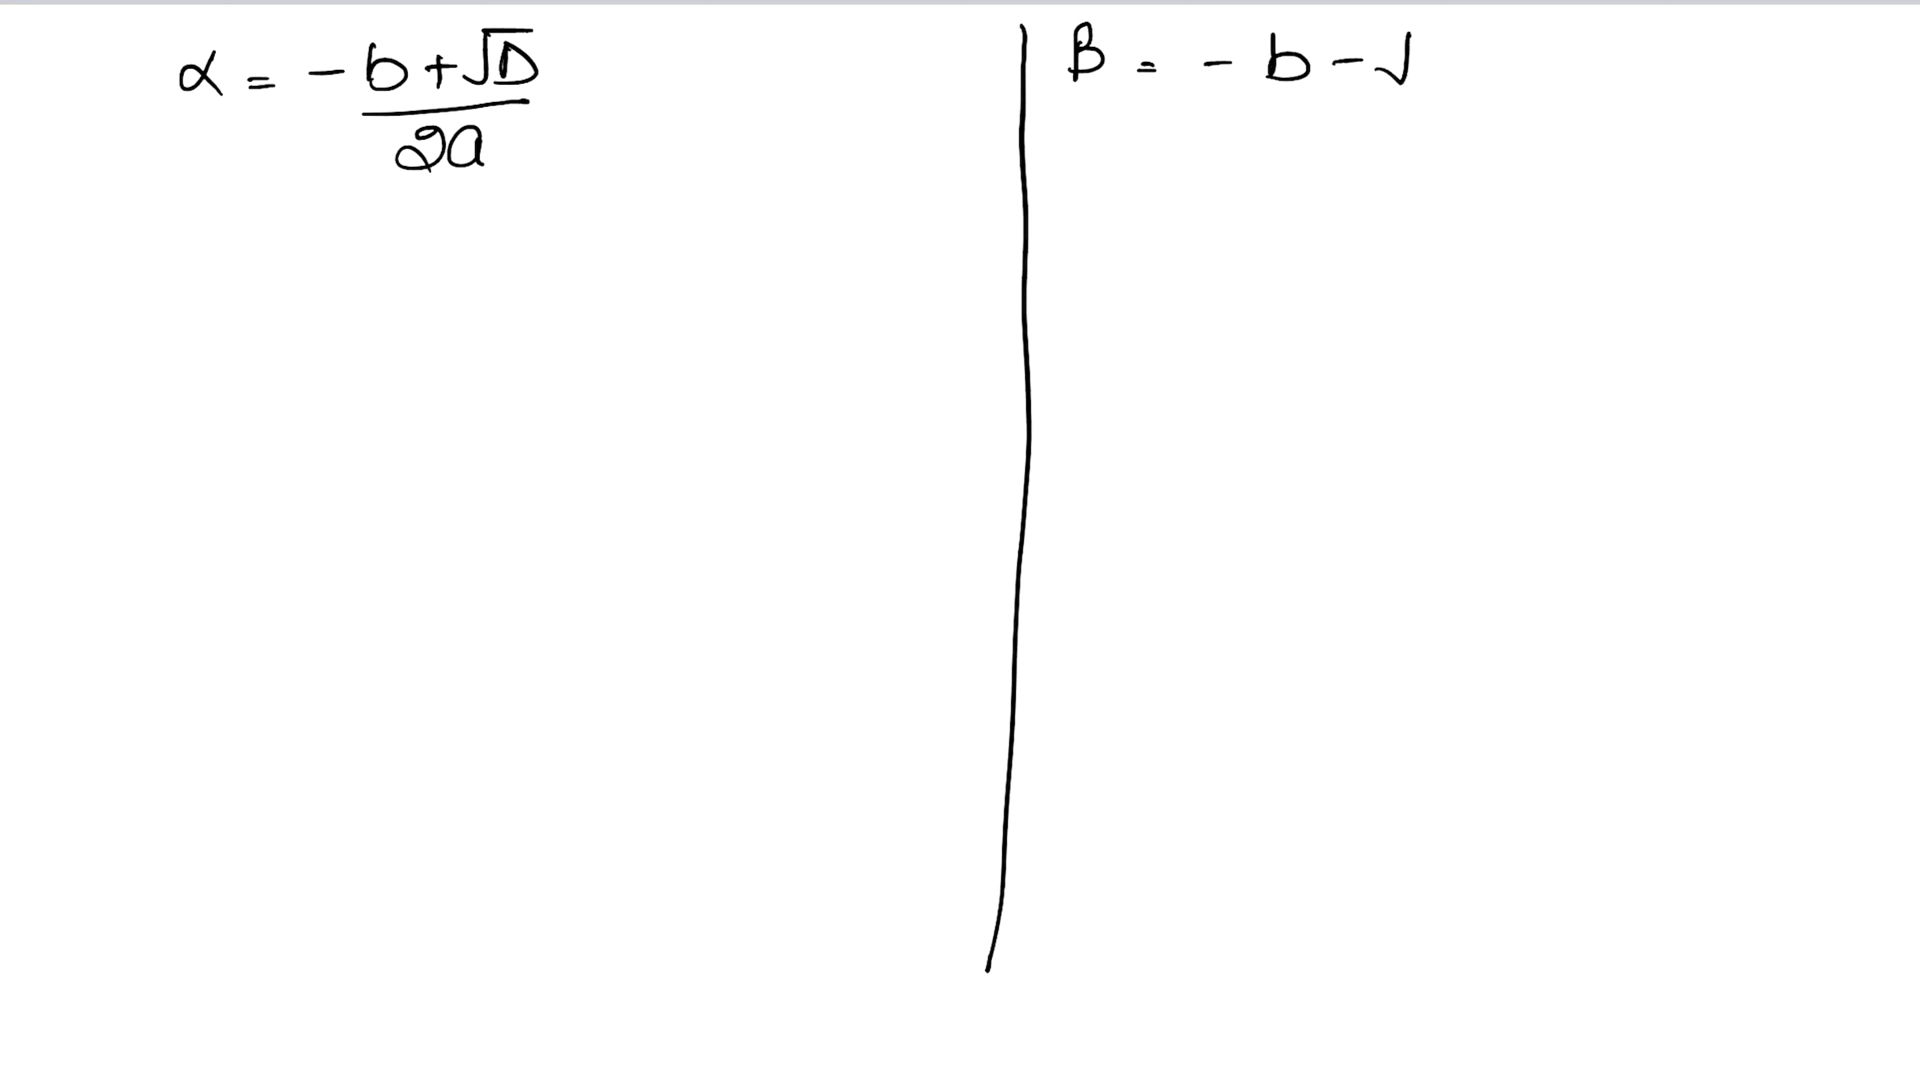 α = -b+√D
2a
β = - b - √